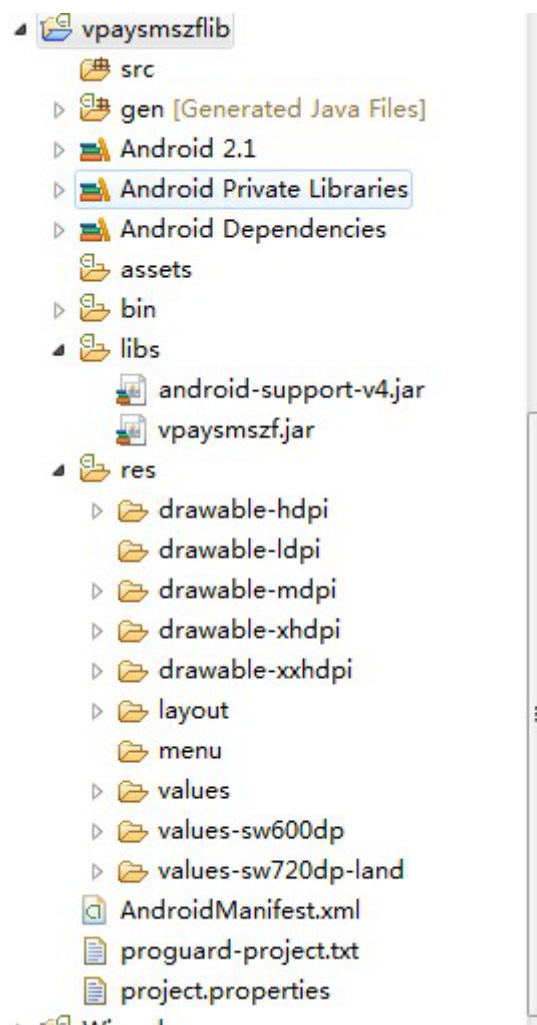 vpaysmszflib
src
gen [Generated Java Files]
Android 2.1
Android Private Libraries
Android Dependencies
assets
bin
libs
android-support-v4.jar
vpaysmszf.jar
res
drawable-hdpi
drawable-ldpi
drawable-mdpi
drawable-xhdpi
drawable-xxhdpi
layout
menu
values
values-sw600dp
values-sw720dp-land
AndroidManifest.xml
proguard-project.txt
project.properties